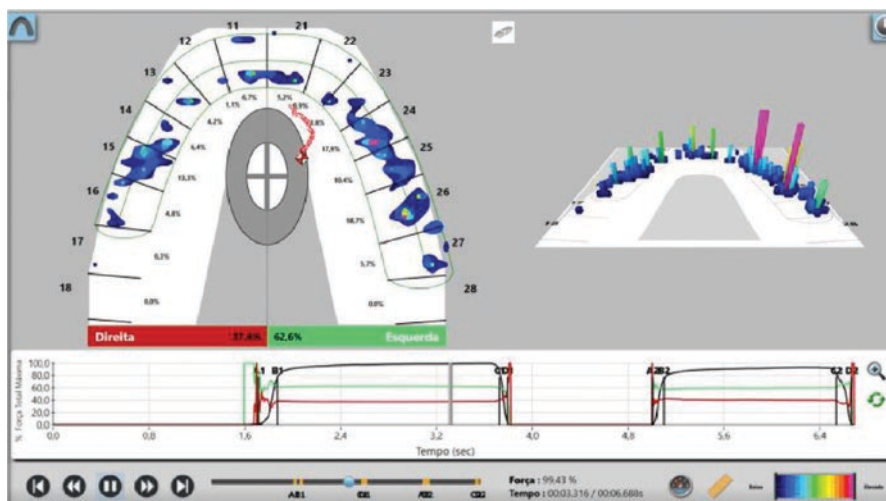 11 21
12 22
13 23
14 24
15 25
16 26
17 27
18 28
6,7% 5,2%
1,1%
6,2%
6,4% 17,9%
13,3% 10,4%
4,8% 18,7%
0,2% 5,7%
0,0% 0,0%
Direita 37,4% 62,6% Esquerda
% Força Total Máxima
100,0
80,0
60,0
40,0
20,0
0,0
B1 D1 A2 B2 C2 D2
0,0 0,8 1,6 2,4 3,2 4,0 4,8 5,6 6,4
Tempo (sec)
Força : 99,43 %
Tempo : 00:03.316 / 00:06.688s
Baixo Elevado